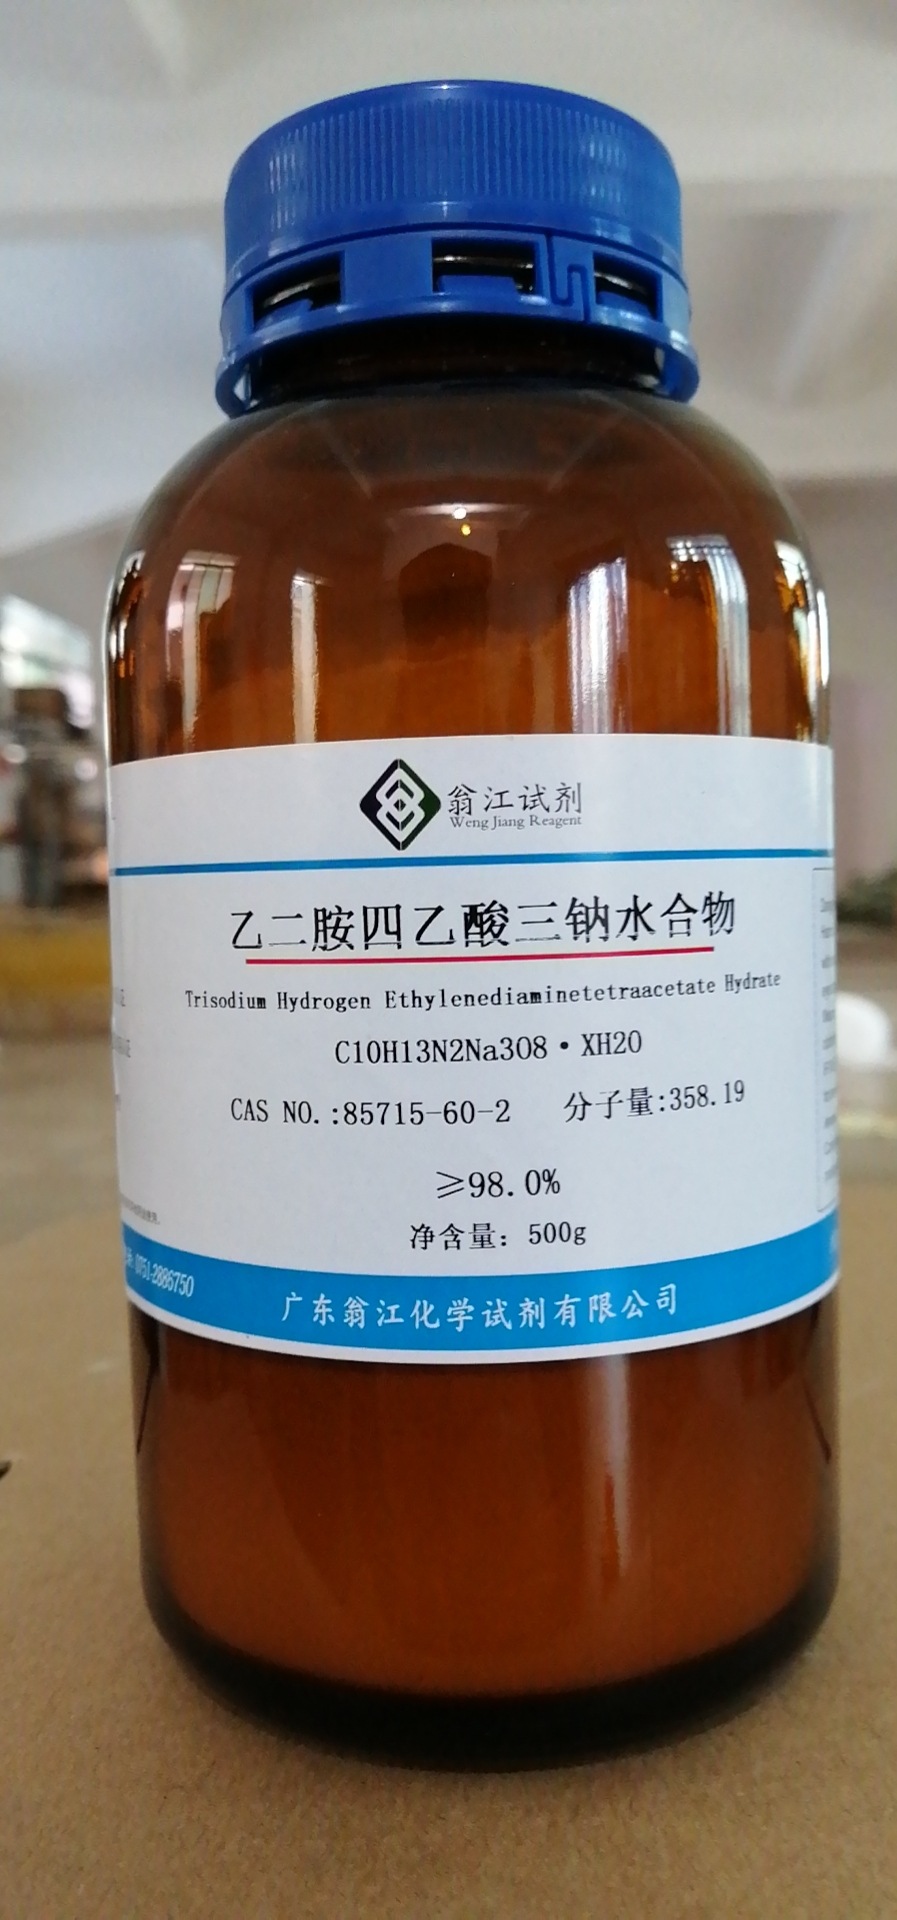 翁江试剂
Weng Jiang Reagent
乙二胺四乙酸三钠水合物
Trisodium Hydrogen Ethylenediaminetetraacetate Hydrate
C10H13N2Na3O8·XH2O
CAS NO.:85715-60-2 分子量:358.19
≥98.0%
净含量：500g
0751-2886750
广东翁江化学试剂有限公司